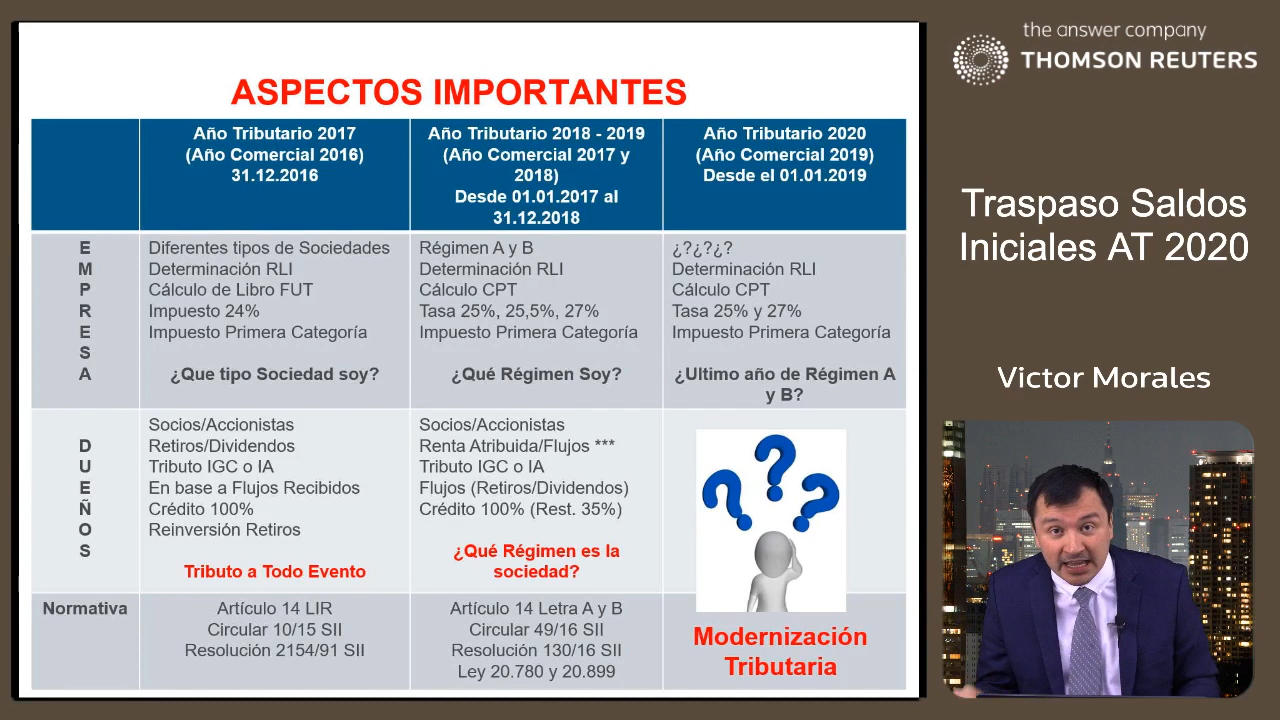 ASPECTOS IMPORTANTES
Año Tributario 2017
(Año Comercial 2016)
31.12.2016
Año Tributario 2018 - 2019
(Año Comercial 2017 y
2018)
Desde 01.01.2017 al
31.12.2018
Año Tributario 2020
(Año Comercial 2019)
Desde el 01.01.2019
E
M
P
R
E
S
A
Diferentes tipos de Sociedades
Determinación RLI
Cálculo de Libro FUT
Impuesto 24%
Impuesto Primera Categoría
¿Que tipo Sociedad soy?
Régimen A y B
Determinación RLI
Cálculo CPT
Tasa 25%, 25,5%, 27%
Impuesto Primera Categoría
¿Qué Régimen Soy?
¿?¿?¿?
Determinación RLI
Cálculo CPT
Tasa 25% y 27%
Impuesto Primera Categoría
¿Ultimo año de Régimen A
y B?
D
U
E
Ñ
O
S
Socios/Accionistas
Retiros/Dividendos
Tributo IGC o IA
En base a Flujos Recibidos
Crédito 100%
Reinversión Retiros
Tributo a Todo Evento
Socios/Accionistas
Renta Atribuida/Flujos ***
Tributo IGC o IA
Flujos (Retiros/Dividendos)
Crédito 100% (Rest. 35%)
¿Qué Régimen es la
sociedad?
???
Normativa
Artículo 14 LIR
Circular 10/15 SII
Resolución 2154/91 SII
Artículo 14 Letra A y B
Circular 49/16 SII
Resolución 130/16 SII
Ley 20.780 y 20.899
Modernización
Tributaria
the answer company
THOMSON REUTERS
Traspaso Saldos
Iniciales AT 2020
Victor Morales